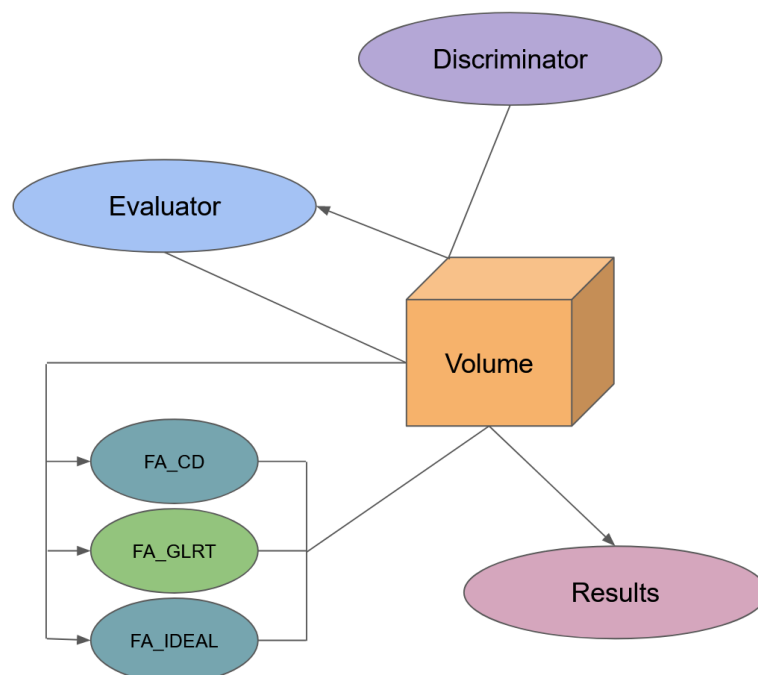 Discriminator
Evaluator
Volume
FA_CD
FA_GLRT
Results
FA_IDEAL